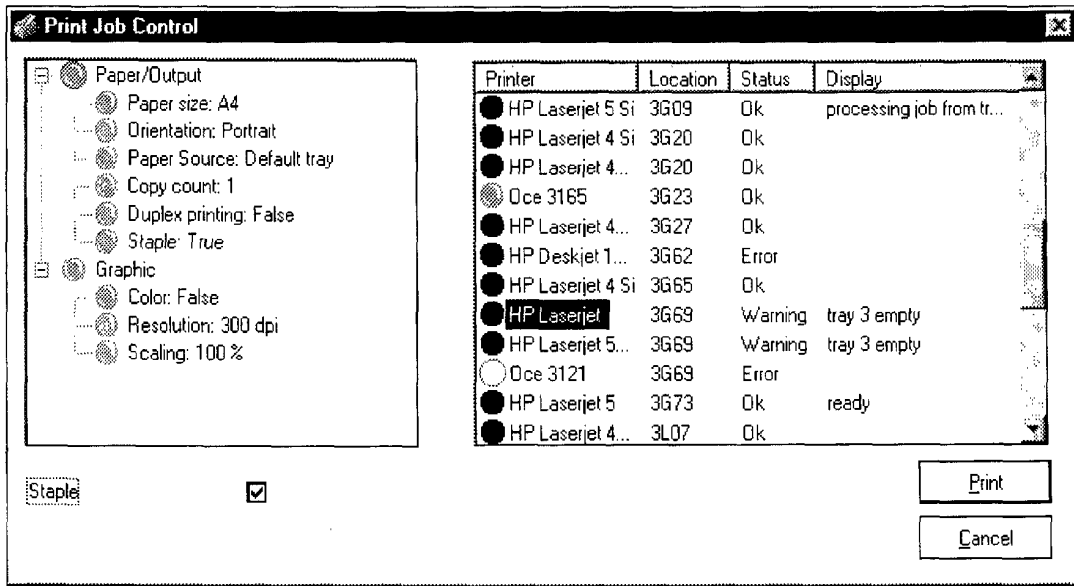 Print Job Control
Paper/Output
Paper size: A4
Orientation: Portrait
Paper Source: Default tray
Copy count: 1
Duplex printing: False
Staple: True
Graphic
Color: False
Resolution: 300 dpi
Scaling: 100 %
Printer Location Status Display
HP Laserjet 5 Si 3G09 Ok processing job from tr...
HP Laserjet 4 Si 3G20 Ok
HP Laserjet 4... 3G20 Ok
Oce 3165 3G23 Ok
HP Laserjet 4... 3G27 Ok
HP Deskjet 1... 3G62 Error
HP Laserjet 4 Si 3G65 Ok
HP Laserjet 3G69 Warning tray 3 empty
HP Laserjet 5... 3G69 Warning tray 3 empty
Oce 3121 3G69 Error
HP Laserjet 5 3G73 Ok ready
HP Laserjet 4... 3L07 Ok
Staple
Print
Cancel